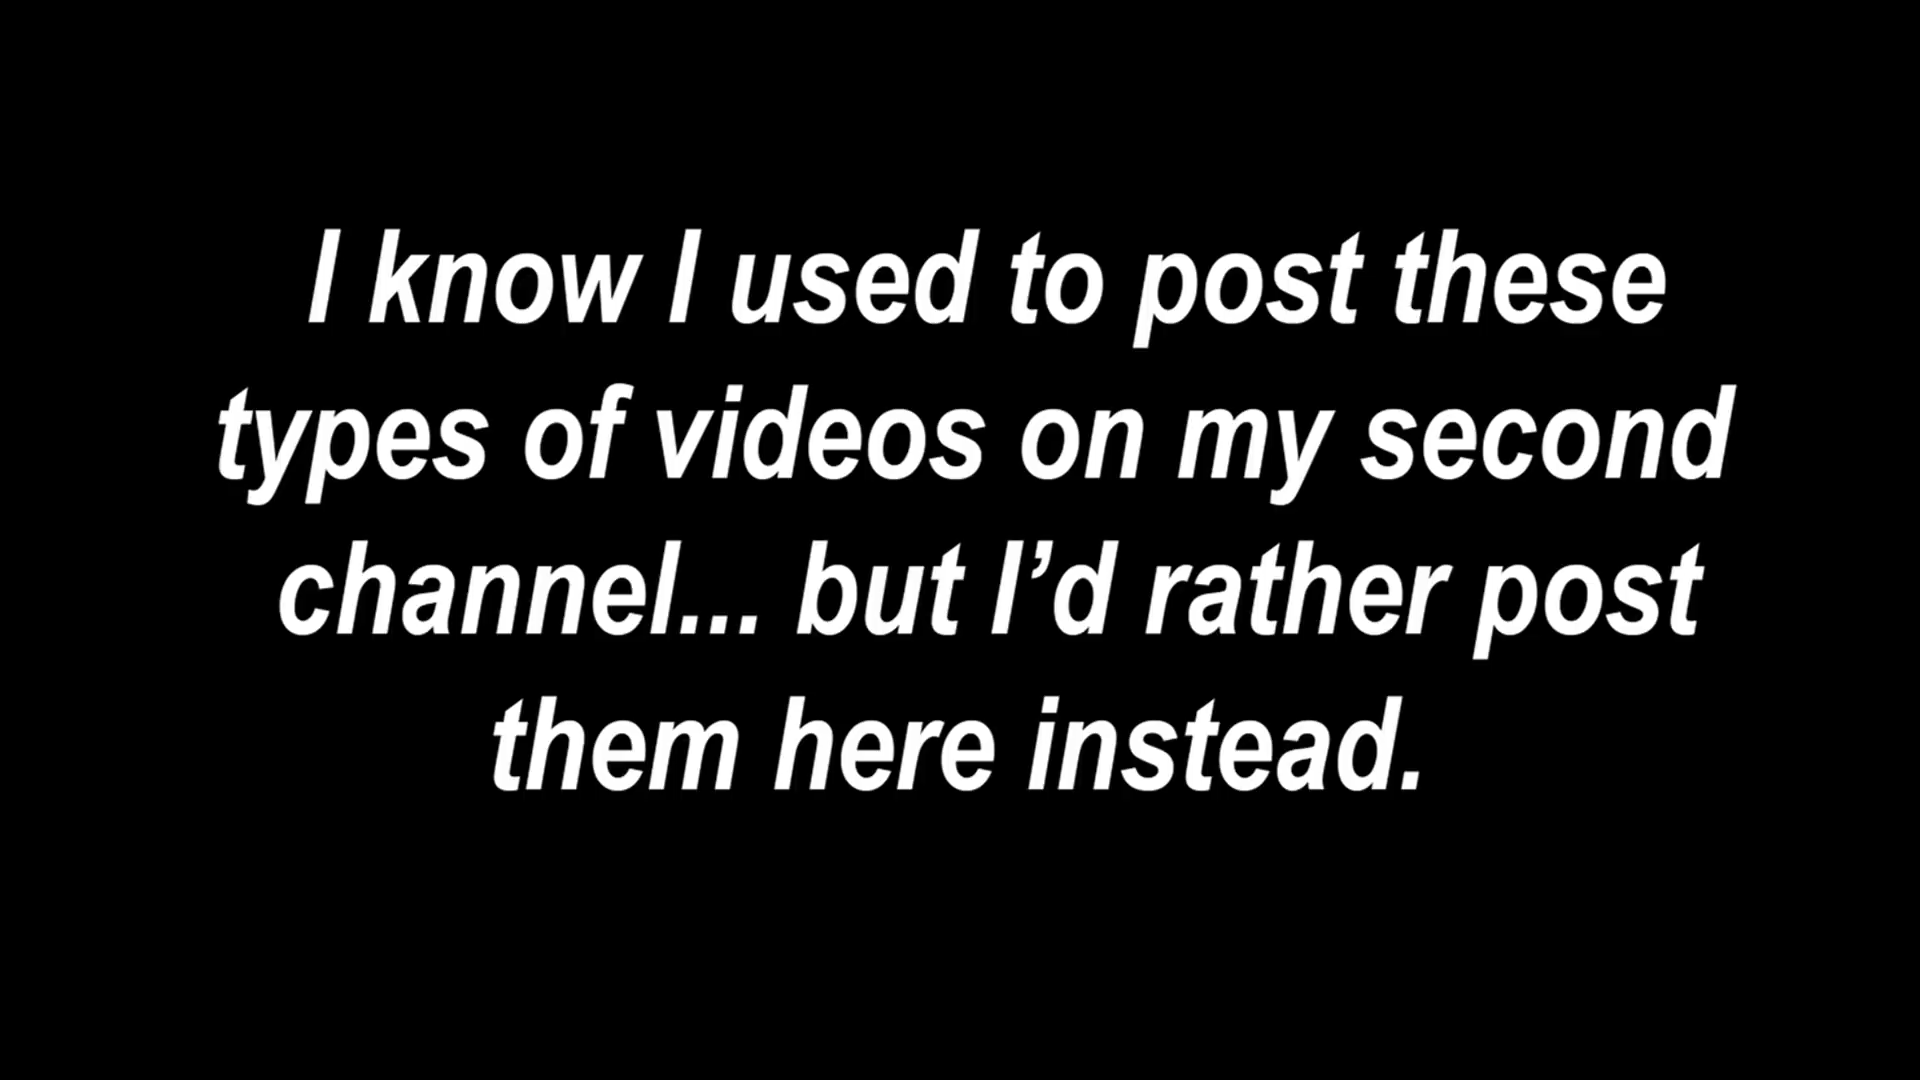 I know I used to post these
types of videos on my second
channel... but I’d rather post
them here instead.